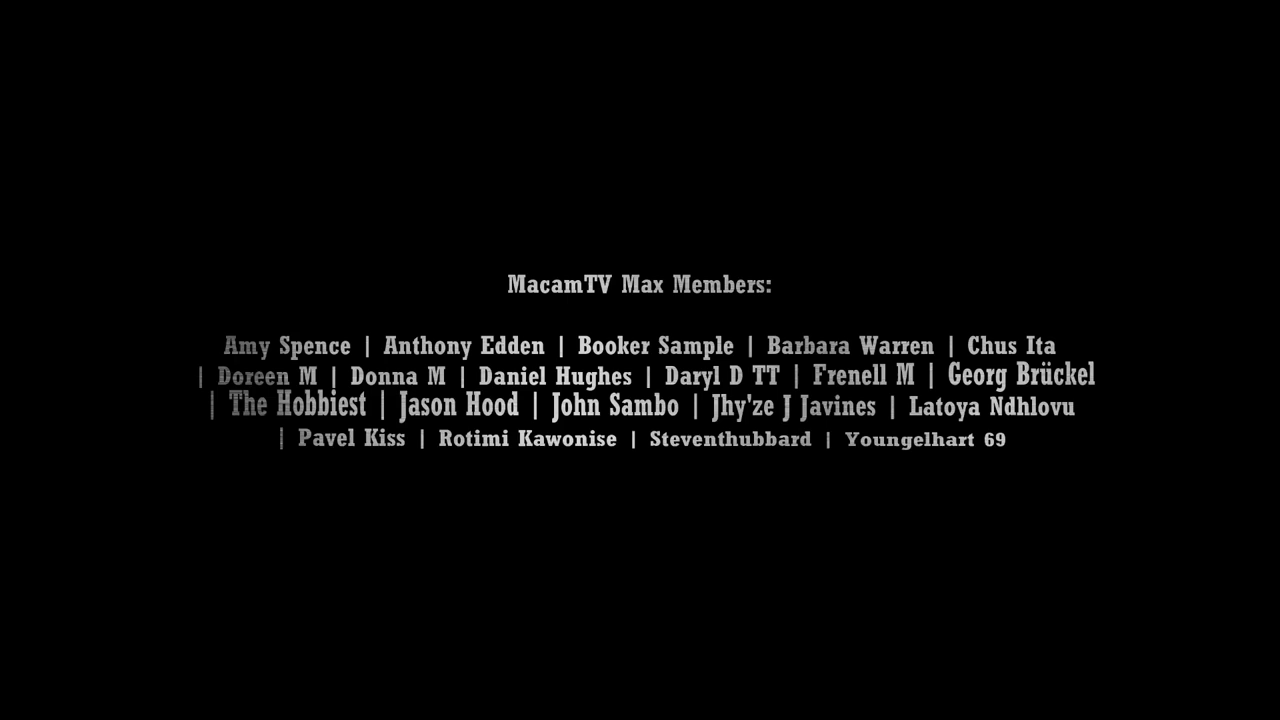 MacamTV Max Members:
Amy Spence | Anthony Edden | Booker Sample | Barbara Warren | Chus Ita
| Doreen M | Donna M | Daniel Hughes | Daryl D TT | Frenell M | Georg Brückel
| The Hobbiest | Jason Hood | John Sambo | Jhy'ze J Javines | Latoya Ndhlovu
| Pavel Kiss | Rotimi Kawonise | Steventhubbard | Youngelhart 69